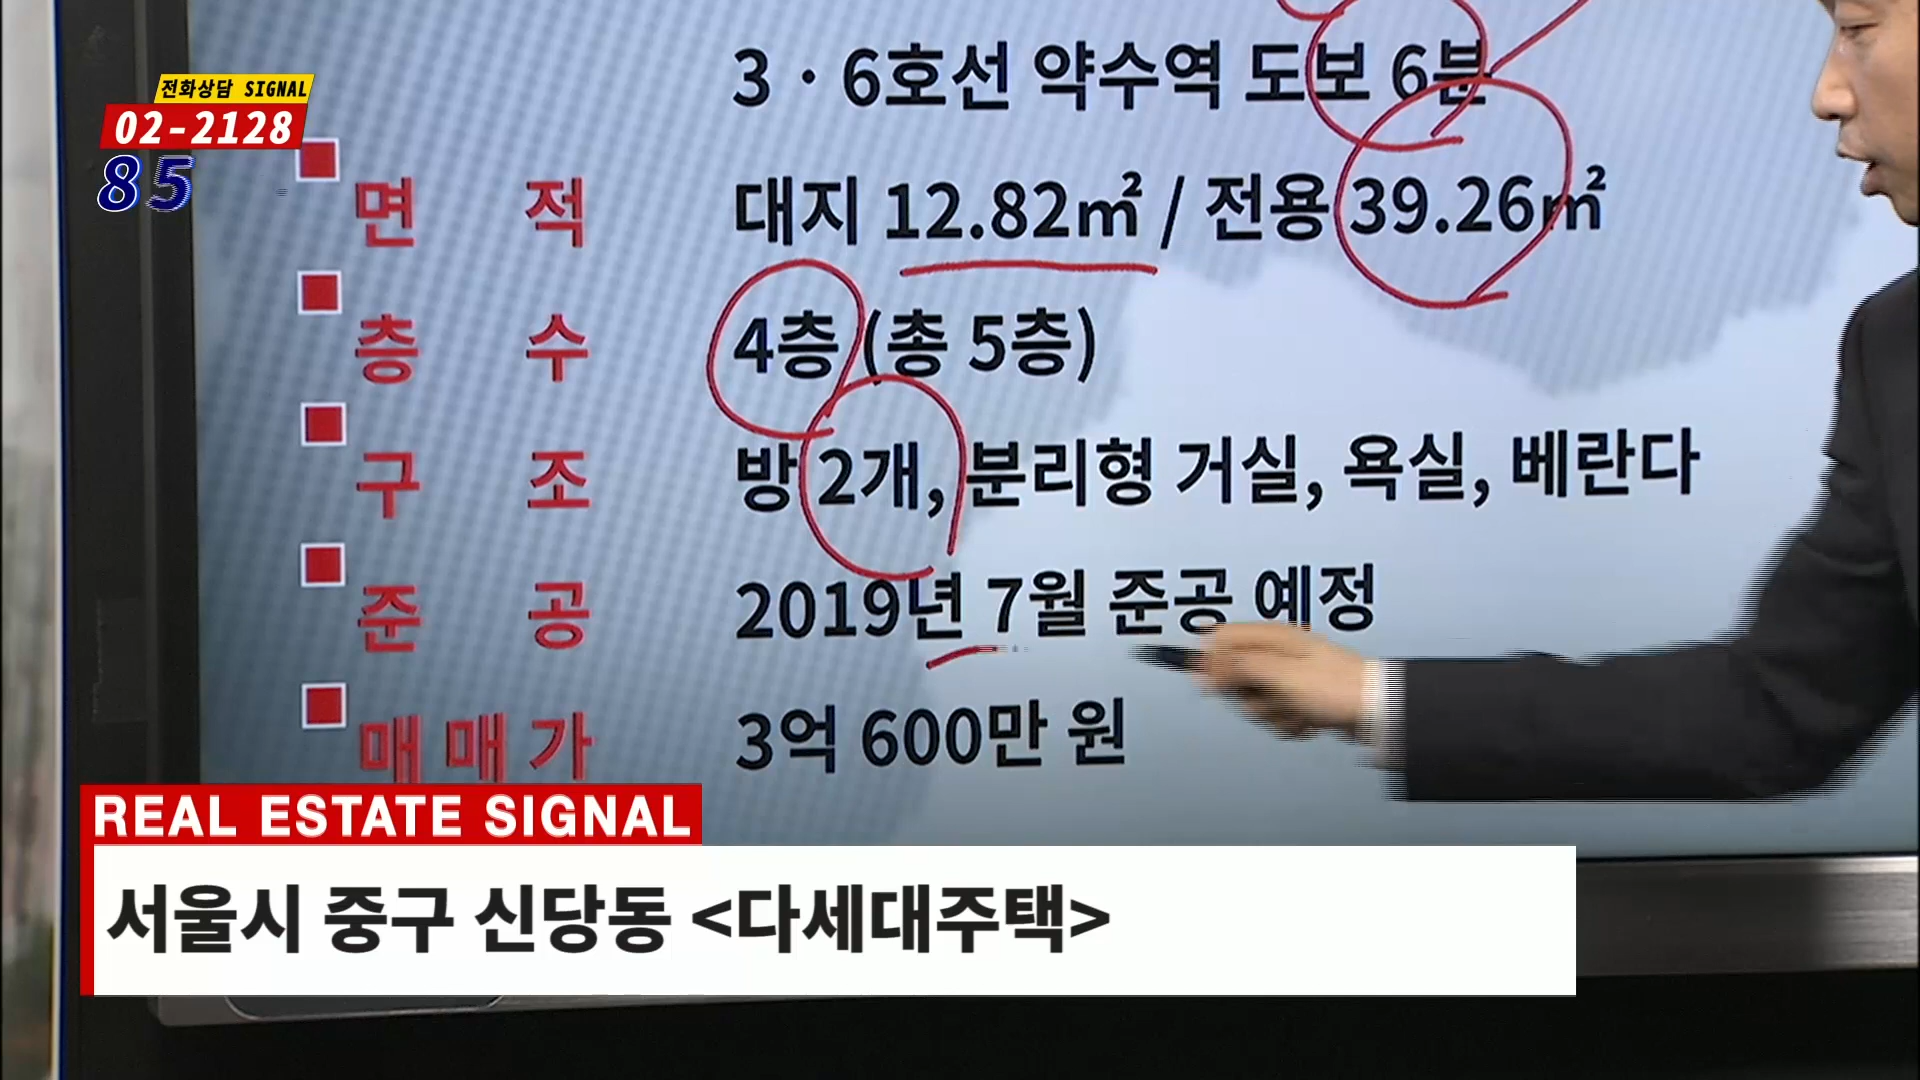 3 · 6호선 약수역 도보 6분
전화상담 SIGNAL
02-2128
85
면 적 대지 12.82㎡ / 전용 39.26㎡
층 수 4층 (총 5층)
구 조 방 2개, 분리형 거실, 욕실, 베란다
준 공 2019년 7월 준공 예정
매매가 3억 600만 원
REAL ESTATE SIGNAL
서울시 중구 신당동 <다세대주택>